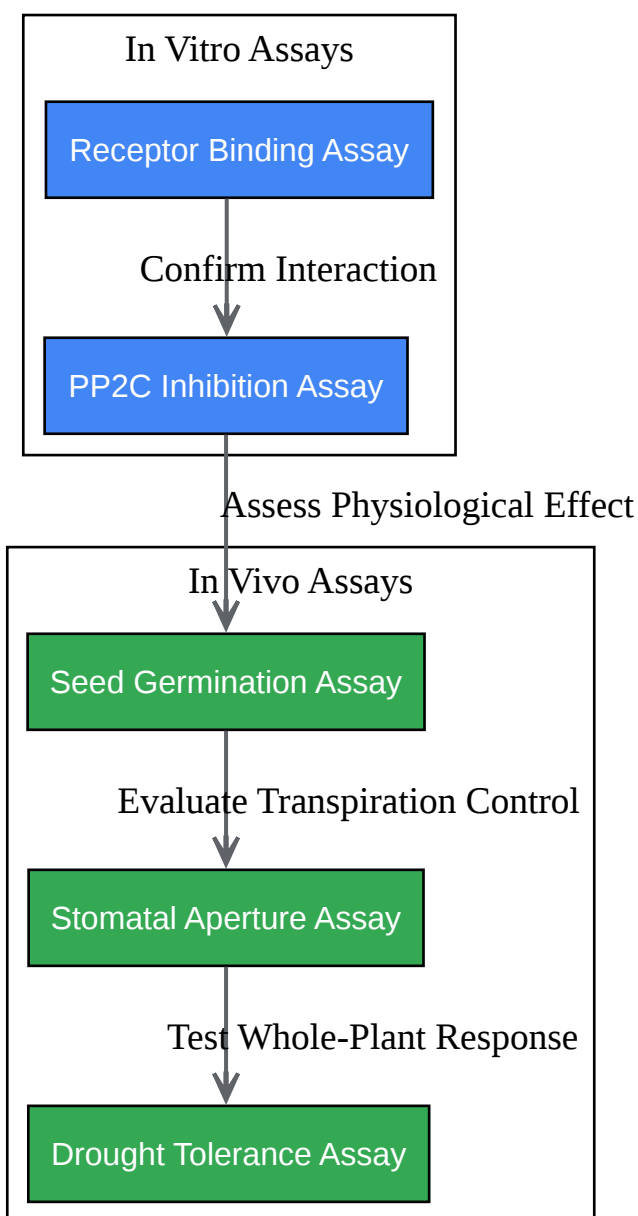 In Vitro Assays
Receptor Binding Assay
Confirm Interaction
PP2C Inhibition Assay
Assess Physiological Effect
In Vivo Assays
Seed Germination Assay
Evaluate Transpiration Control
Stomatal Aperture Assay
Test Whole-Plant Response
Drought Tolerance Assay